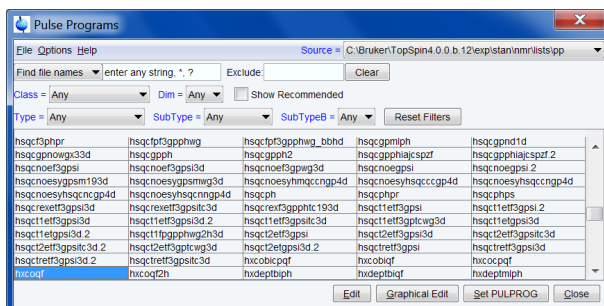 Pulse Programs
File Options Help Source = C:\Bruker\TopSpin4.0.0.b.12\exp\stan\nmr\lists\pp
Find file names enter any string, *, ? Exclude: Clear
Class = Any Dim = Any Show Recommended
Type = Any SubType = Any SubTypeB = Any Reset Filters
hsqcf3phpr hsqcfpf3gpphwg hsqcfpf3gpphwg_bbhd hsqcgpmlph hsqcgpnd1d
hsqcgpnowgx33d hsqcgpph hsqcgpph2 hsqcgpphiajcspzf hsqcgpphiajcspzf.2
hsqcnoef3gpsi hsqcnoef3gpsi3d hsqcnoef3gpwg3d hsqcnoegpsi hsqcnoegpsi.2
hsqcnoesygpsm193d hsqcnoesygpsmwg3d hsqcnoesyhmqccngp4d hsqcnoesyhsqcccgp4d hsqcnoesyhsqccngp4d
hsqcnoesyhsqcncgp4d hsqcnoesyhsqcnngp4d hsqcph hsqcphpr hsqcphps
hsqcrexetf3gpsi3d hsqcrexetf3gpsitc3d hsqcrexf3gpphtc193d hsqct1etf3gpsi hsqct1etf3gpsi.2
hsqct1etf3gpsi3d hsqct1etf3gpsi3d.2 hsqct1etf3gpsitc3d hsqct1etf3gptcwg3d hsqct1etgpsi3d
hsqct1etgpsi3d.2 hsqct1fpgpphwg2h3d hsqct2etf3gpsi hsqct2etf3gpsi3d hsqct2etf3gpsitc3d
hsqct2etf3gpsitc3d.2 hsqct2etf3gptcwg3d hsqct2etgpsi3d.2 hsqctretf3gpsi hsqctretf3gpsi3d
hsqctretf3gpsi3d.2 hsqctretf3gpsitc3d hxcobicpqf hxcobiqf hxcocpqf
hxcoqf hxcoqf2h hxdeptbiph hxdeptbiqf hxdeptmlph
Edit Graphical Edit Set PULPROG Close